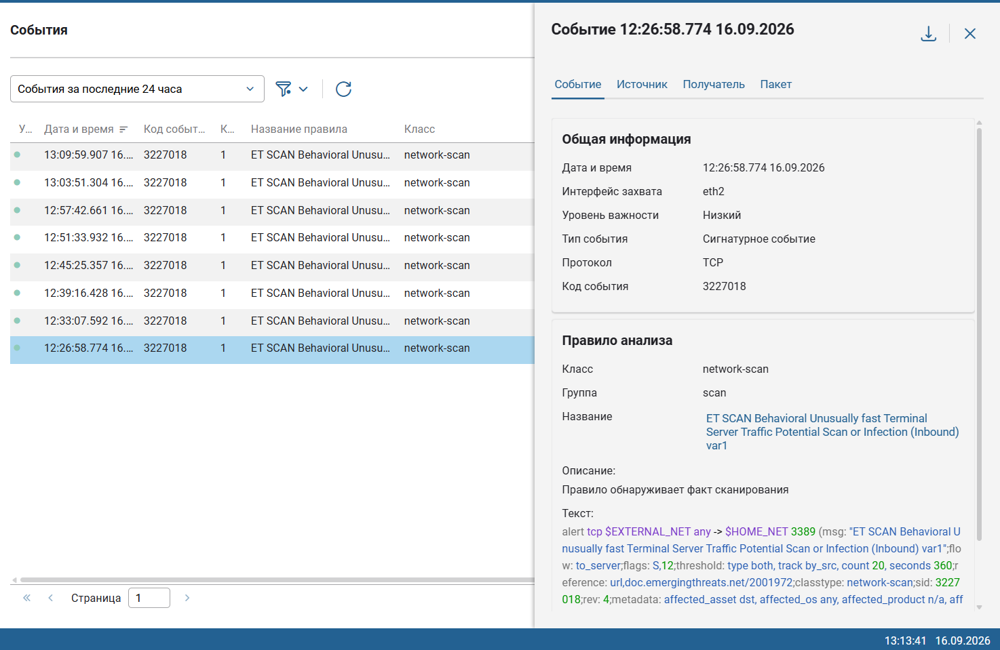 События
События за последние 24 часа
У... Дата и время Код событ... К... Название правила Класс
13:09:59.907 16.... 3227018 1 ET SCAN Behavioral Unusu... network-scan
13:03:51.304 16.... 3227018 1 ET SCAN Behavioral Unusu... network-scan
12:57:42.661 16.... 3227018 1 ET SCAN Behavioral Unusu... network-scan
12:51:33.932 16.... 3227018 1 ET SCAN Behavioral Unusu... network-scan
12:45:25.357 16.... 3227018 1 ET SCAN Behavioral Unusu... network-scan
12:39:16.428 16.... 3227018 1 ET SCAN Behavioral Unusu... network-scan
12:33:07.592 16.... 3227018 1 ET SCAN Behavioral Unusu... network-scan
12:26:58.774 16.... 3227018 1 ET SCAN Behavioral Unusu... network-scan
Страница 1
Событие 12:26:58.774 16.09.2026
Событие Источник Получатель Пакет
Общая информация
Дата и время 12:26:58.774 16.09.2026
Интерфейс захвата eth2
Уровень важности Низкий
Тип события Сигнатурное событие
Протокол TCP
Код события 3227018
Правило анализа
Класс network-scan
Группа scan
Название ET SCAN Behavioral Unusually fast Terminal
Server Traffic Potential Scan or Infection (Inbound)
var1
Описание:
Правило обнаруживает факт сканирования
Текст:
alert tcp $EXTERNAL_NET any -> $HOME_NET 3389 (msg: "ET SCAN Behavioral U
nusually fast Terminal Server Traffic Potential Scan or Infection (Inbound) var1";flo
w: to_server;flags: S,12;threshold: type both, track by_src, count 20, seconds 360;r
eference: url,doc.emergingthreats.net/2001972;classtype: network-scan;sid: 3227
018;rev: 4;metadata: affected_asset dst, affected_os any, affected_product n/a, aff
13:13:41 16.09.2026